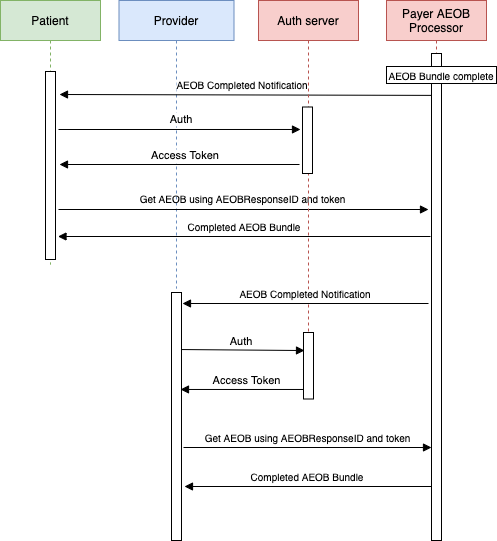 Patient
Provider
Auth server
Payer AEOB
Processor
AEOB Bundle complete
AEOB Completed Notification
Auth
Access Token
Get AEOB using AEOBResponseID and token
Completed AEOB Bundle
AEOB Completed Notification
Auth
Access Token
Get AEOB using AEOBResponseID and token
Completed AEOB Bundle